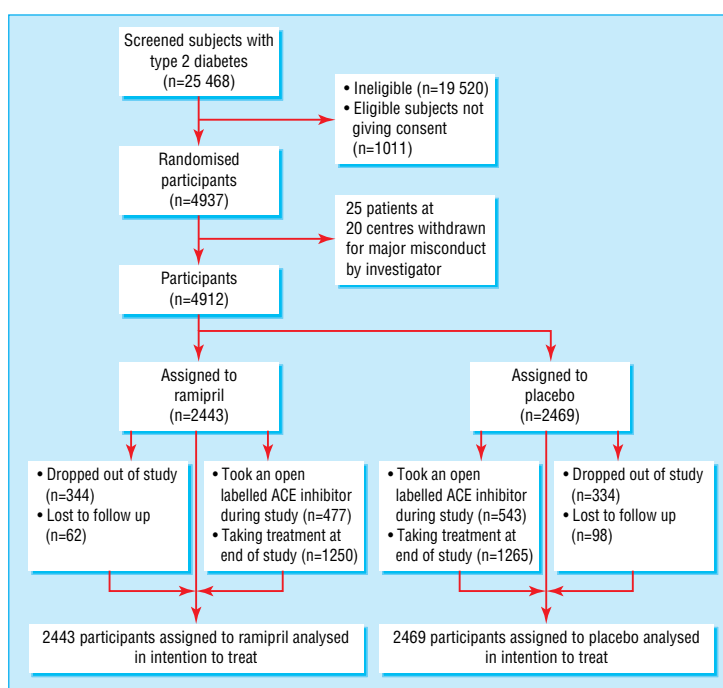 Screened subjects with
type 2 diabetes
(n=25 468)
• Ineligible (n=19 520)
• Eligible subjects not
giving consent
(n=1011)
Randomised
participants
(n=4937)
25 patients at
20 centres withdrawn
for major misconduct
by investigator
Participants
(n=4912)
Assigned to
ramipril
(n=2443)
Assigned to
placebo
(n=2469)
• Dropped out of study
(n=344)
• Lost to follow up
(n=62)
• Took an open
labelled ACE inhibitor
during study (n=477)
• Taking treatment at
end of study (n=1250)
• Took an open
labelled ACE inhibitor
during study (n=543)
• Taking treatment at
end of study (n=1265)
• Dropped out of study
(n=334)
• Lost to follow up
(n=98)
2443 participants assigned to ramipril analysed
in intention to treat
2469 participants assigned to placebo analysed
in intention to treat